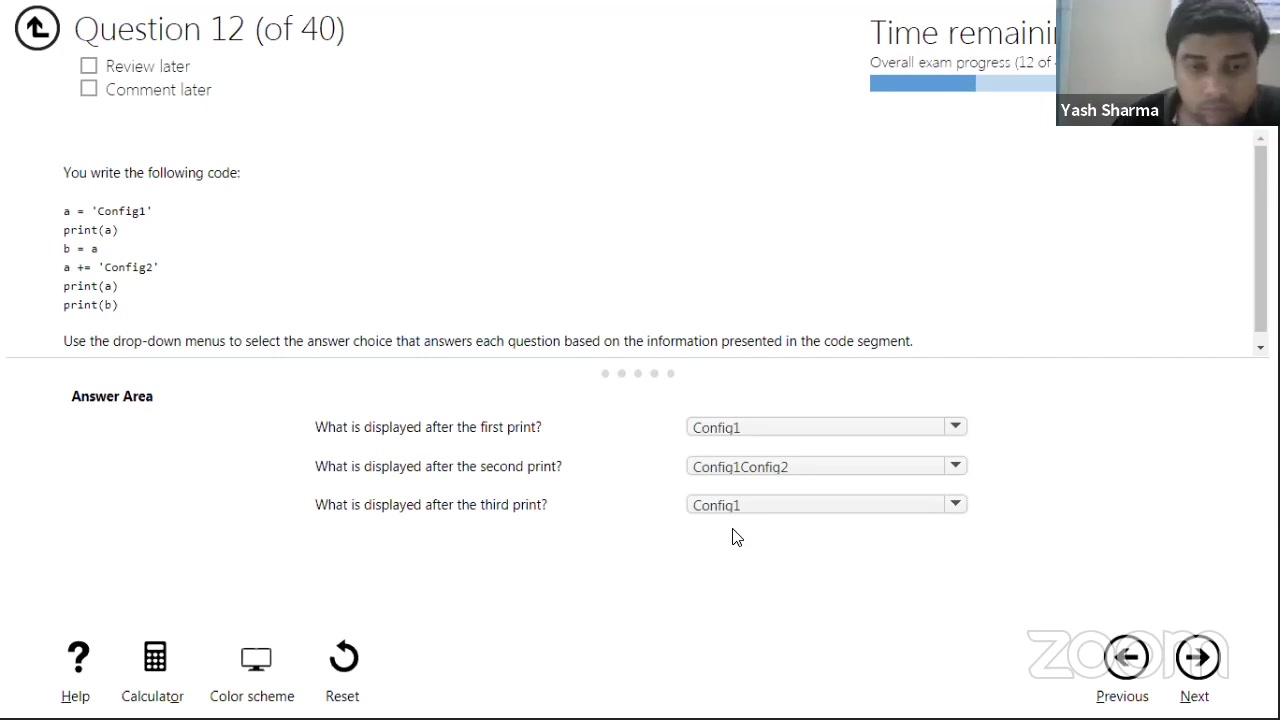 Question 12 (of 40)
Review later
Comment later
Time remaini
Overall exam progress (12 of
Yash Sharma
You write the following code:
a = 'Config1'
print(a)
b = a
a += 'Config2'
print(a)
print(b)
Use the drop-down menus to select the answer choice that answers each question based on the information presented in the code segment.
Answer Area
What is displayed after the first print? Config1
What is displayed after the second print? Config1Config2
What is displayed after the third print? Config1
zoom
? Help
Calculator
Color scheme
Reset
Previous
Next